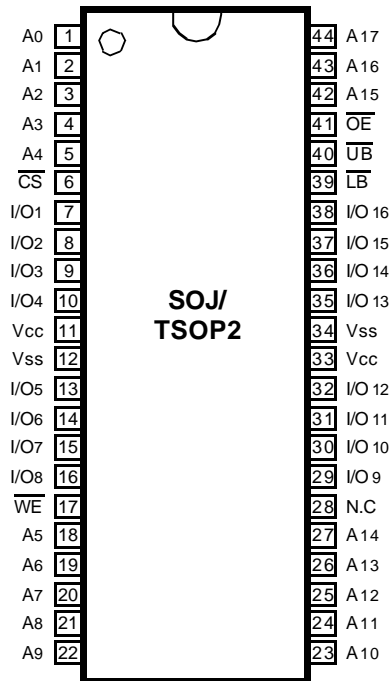 A0 1 44 A17
A1 2 43 A16
A2 3 42 A15
A3 4 41 OE
A4 5 40 UB
CS 6 39 LB
I/O1 7 38 I/O 16
I/O2 8 37 I/O 15
I/O3 9 36 I/O 14
I/O4 10 35 I/O 13
SOJ/
TSOP2
Vcc 11 34 Vss
Vss 12 33 Vcc
I/O5 13 32 I/O 12
I/O6 14 31 I/O 11
I/O7 15 30 I/O 10
I/O8 16 29 I/O 9
WE 17 28 N.C
A5 18 27 A14
A6 19 26 A13
A7 20 25 A12
A8 21 24 A11
A9 22 23 A10